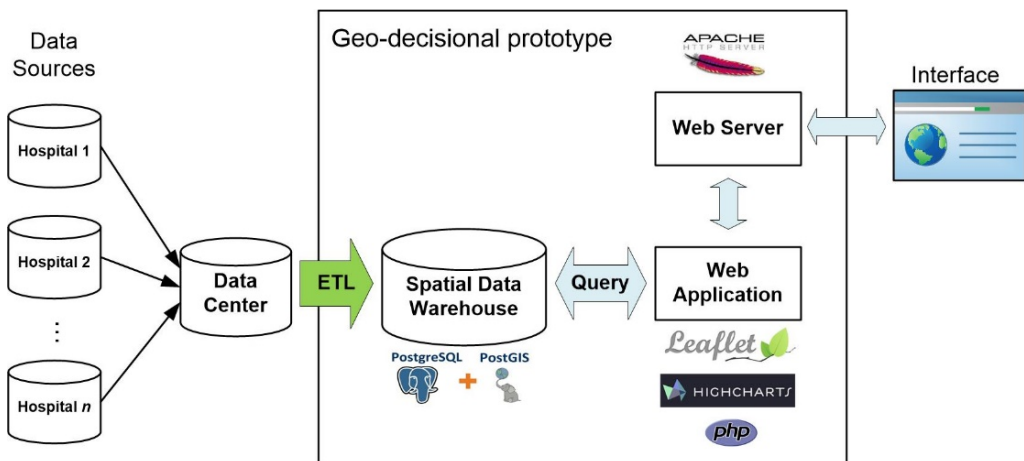 Data
Sources
Hospital 1
Hospital 2
⋮
Hospital n
Data
Center
Geo-decisional prototype
ETL
Spatial Data
Warehouse
PostgreSQL + PostGIS
Query
APACHE
HTTP SERVER
Web Server
Web
Application
Leaflet
HIGHCHARTS
php
Interface